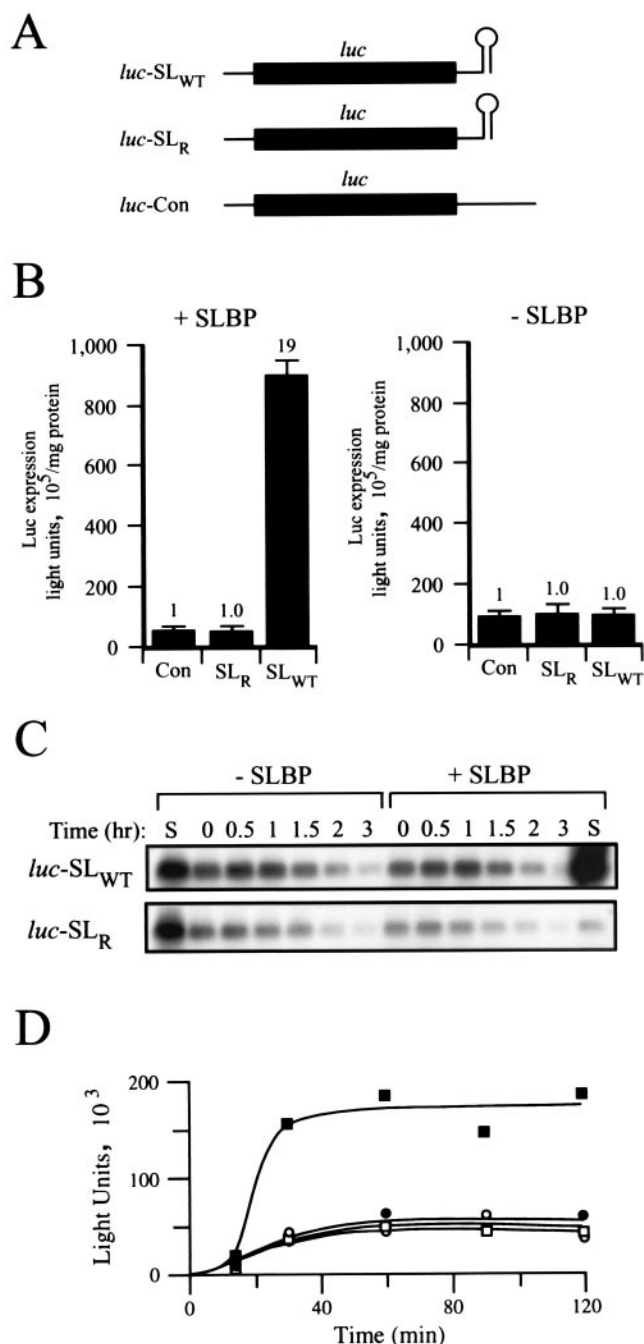 A
luc
luc-SL_WT
luc
luc-SL_R
luc
luc-Con
B
+ SLBP
- SLBP
Luc expression
light units, 10^5/mg protein
1,000
800
600
400
200
0
1
1.0
19
Con
SL_R
SL_WT
Luc expression
light units, 10^5/mg protein
1,000
800
600
400
200
0
1
1.0
1.0
Con
SL_R
SL_WT
C
- SLBP
+ SLBP
Time (hr): S 0 0.5 1 1.5 2 3 0 0.5 1 1.5 2 3 S
luc-SL_WT
luc-SL_R
D
Light Units, 10^3
200
100
0
0
40
80
120
Time (min)